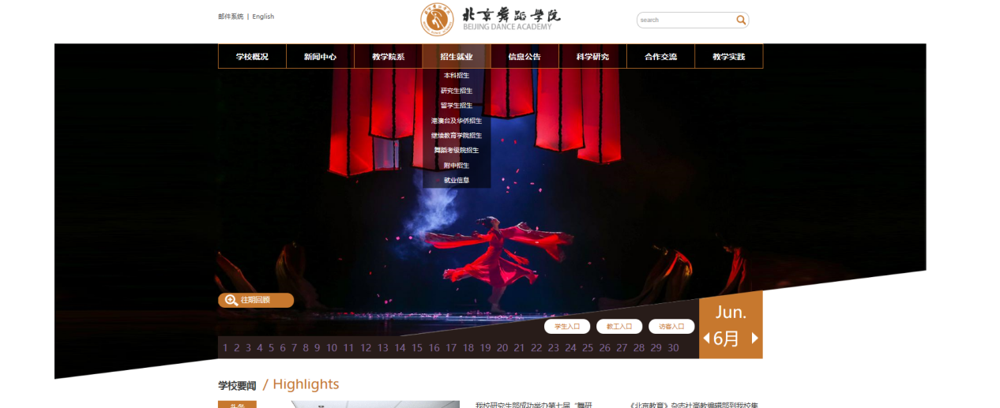 邮件系统 | English
北京舞蹈学院
BEIJING DANCE ACADEMY
search
学校概况 新闻中心 教学院系 招生就业 信息公告 科学研究 合作交流 教学实践
本科招生
研究生招生
留学生招生
港澳台及华侨招生
继续教育学院招生
舞蹈考级院招生
附中招生
就业信息
往期回顾
学生入口 教工入口 访客入口
Jun.
6月
1 2 3 4 5 6 7 8 9 10 11 12 13 14 15 16 17 18 19 20 21 22 23 24 25 26 27 28 29 30
学校要闻 / Highlights
头条
我校研究生部成功举办第七届“舞研
《北京教育》杂志社高教编辑部到我校集